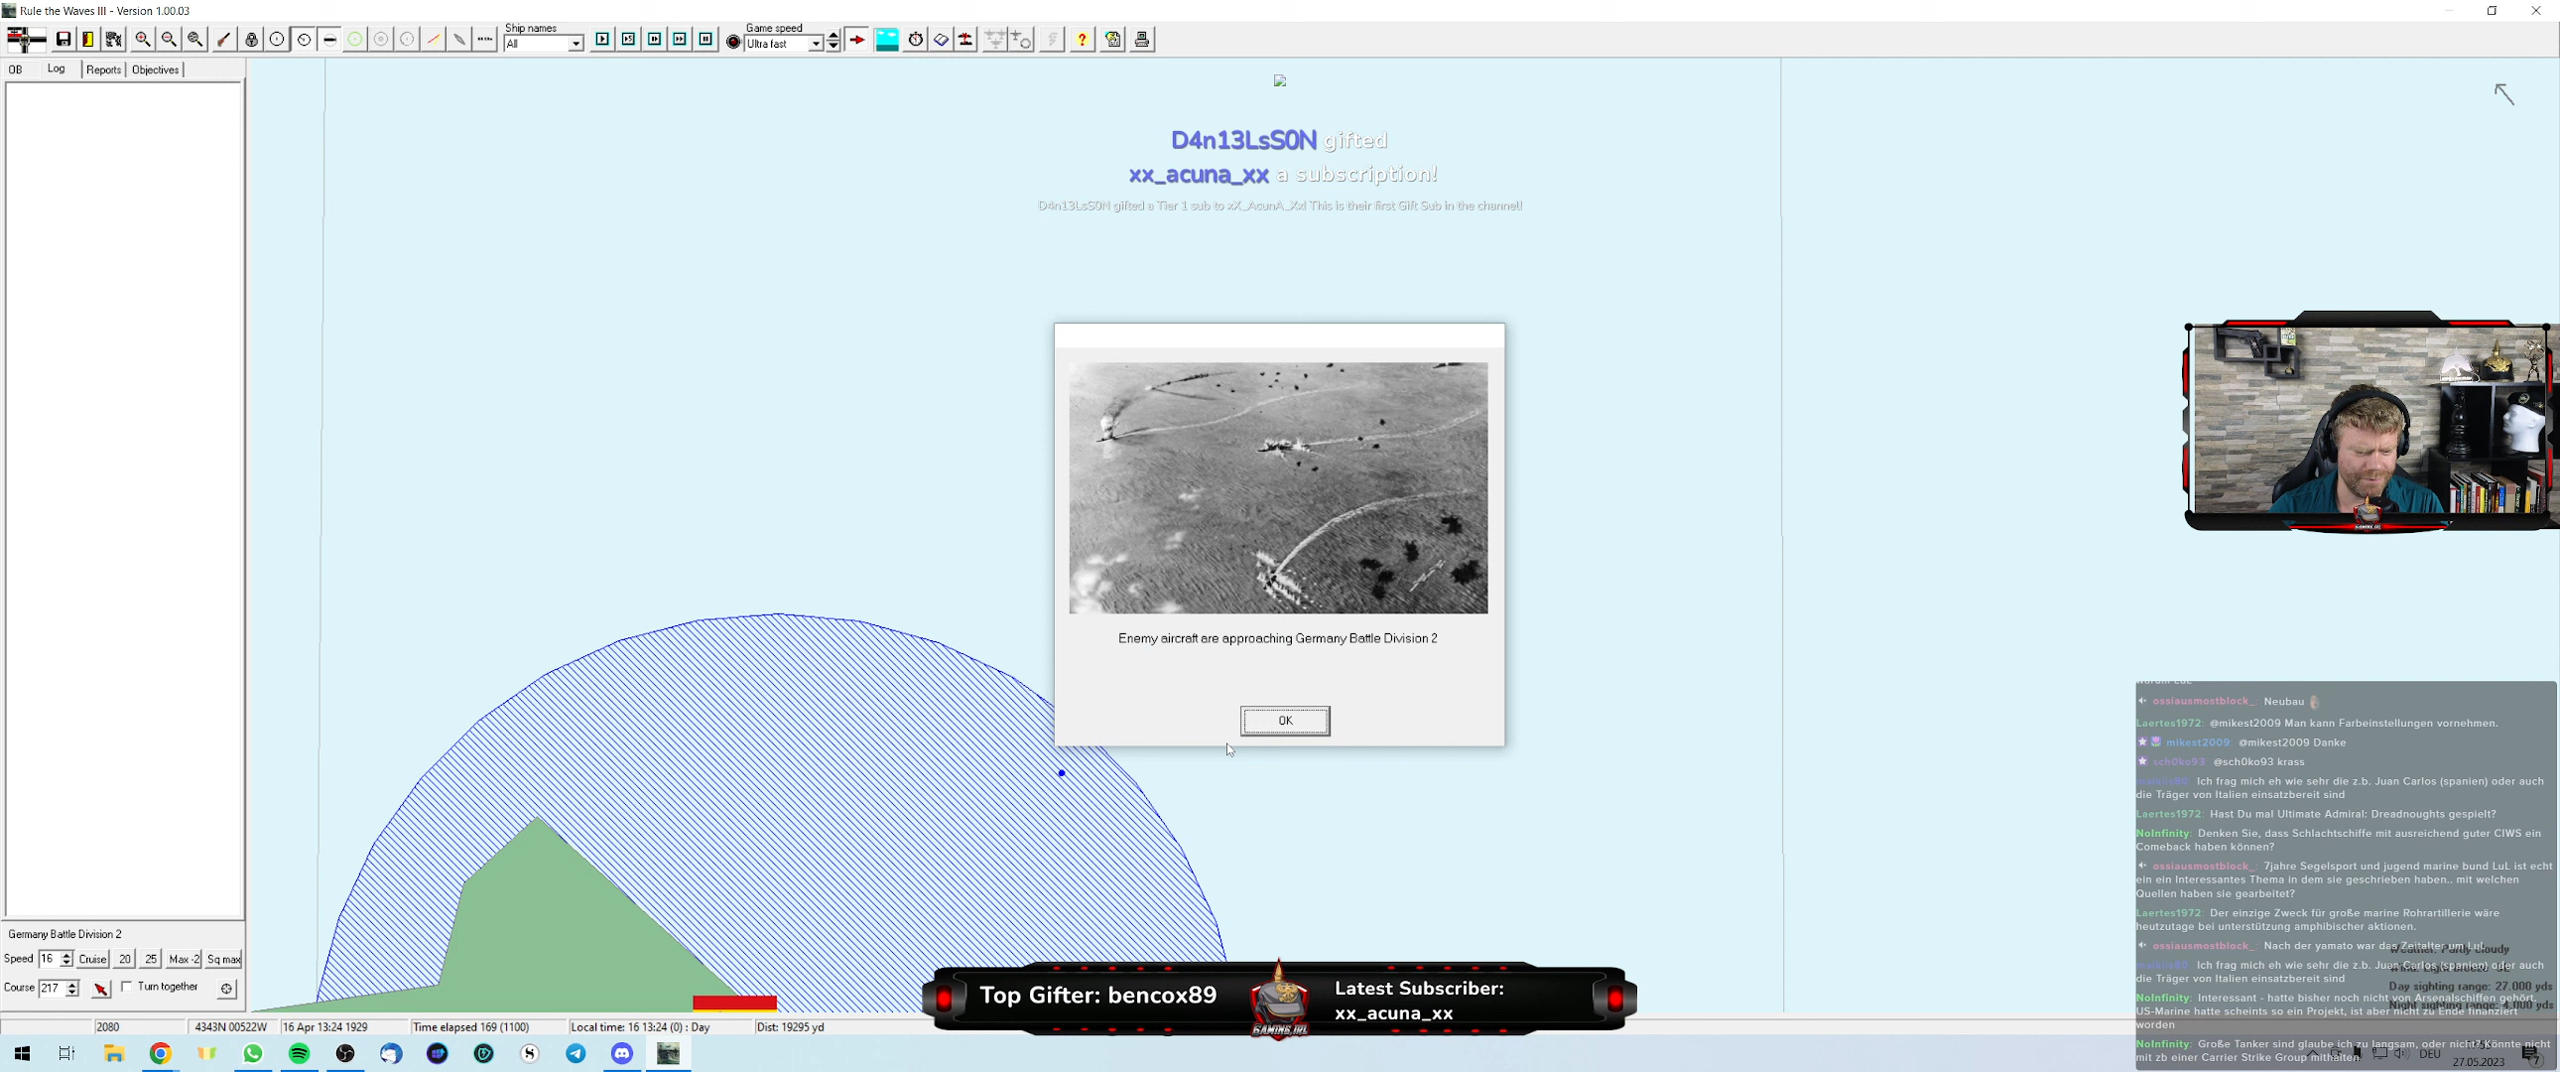 Rule the Waves III - Version 1.00.03
Ship names
All
Game speed
Ultra fast
OB
Log
Reports
Objectives
D4n13LsS0N gifted
xx_acuna_xx a subscription!
D4n13LsS0N gifted a Tier 1 sub to xX_AcunA_Xx! This is their first Gift Sub in the channel!
Enemy aircraft are approaching Germany Battle Division 2
OK
ossiausmostblock_: Neubau
Laertes1972: @mikest2009 Man kann Farbeinstellungen vornehmen.
mikest2009: @mikest2009 Danke
sch0ko93: @sch0ko93 krass
Ich frag mich eh wie sehr die z.b. Juan Carlos (spanien) oder auch
die Träger von Italien einsatzbereit sind
Laertes1972: Hast Du mal Ultimate Admiral: Dreadnoughts gespielt?
NoInfinity: Denken Sie, dass Schlachtschiffe mit ausreichend guter CIWS ein
Comeback haben können?
ossiausmostblock_: 7jahre Segelsport und jugend marine bund LuL ist echt
ein ein Interessantes Thema in dem sie geschrieben haben.. mit welchen
Quellen haben sie gearbeitet?
Laertes1972: Der einzige Zweck für große marine Rohrartillerie wäre
heutzutage bei unterstützung amphibischer aktionen.
ossiausmostblock_: Nach der yamato war das Zeitalter um LuL
Ich frag mich eh wie sehr die z.b. Juan Carlos (spanien) oder auch
die Träger von Italien einsatzbereit sind
Day sighting range: 27.000 yds
NoInfinity: Interessant - hatte bisher noch nicht von Arsenalschiffen gehört,
Night sighting range: 4.000 yds
US-Marine hatte scheints so ein Projekt, ist aber nicht zu Ende finanziert
worden
NoInfinity: Große Tanker sind glaube ich zu langsam, oder nicht? Könnte nicht
mit zb einer Carrier Strike Group mithalten.
Germany Battle Division 2
Speed 16 Cruise 20 25 Max -2 Sq max
Course 217 Turn together
Top Gifter: bencox89
GAMING.IRL
Latest Subscriber:
xx_acuna_xx
2080
4343N 00522W
16 Apr 13:24 1929
Time elapsed 169 (1100)
Local time: 16 13:24 (0) : Day
Dist: 19295 yd
DEU
27.05.2023
7